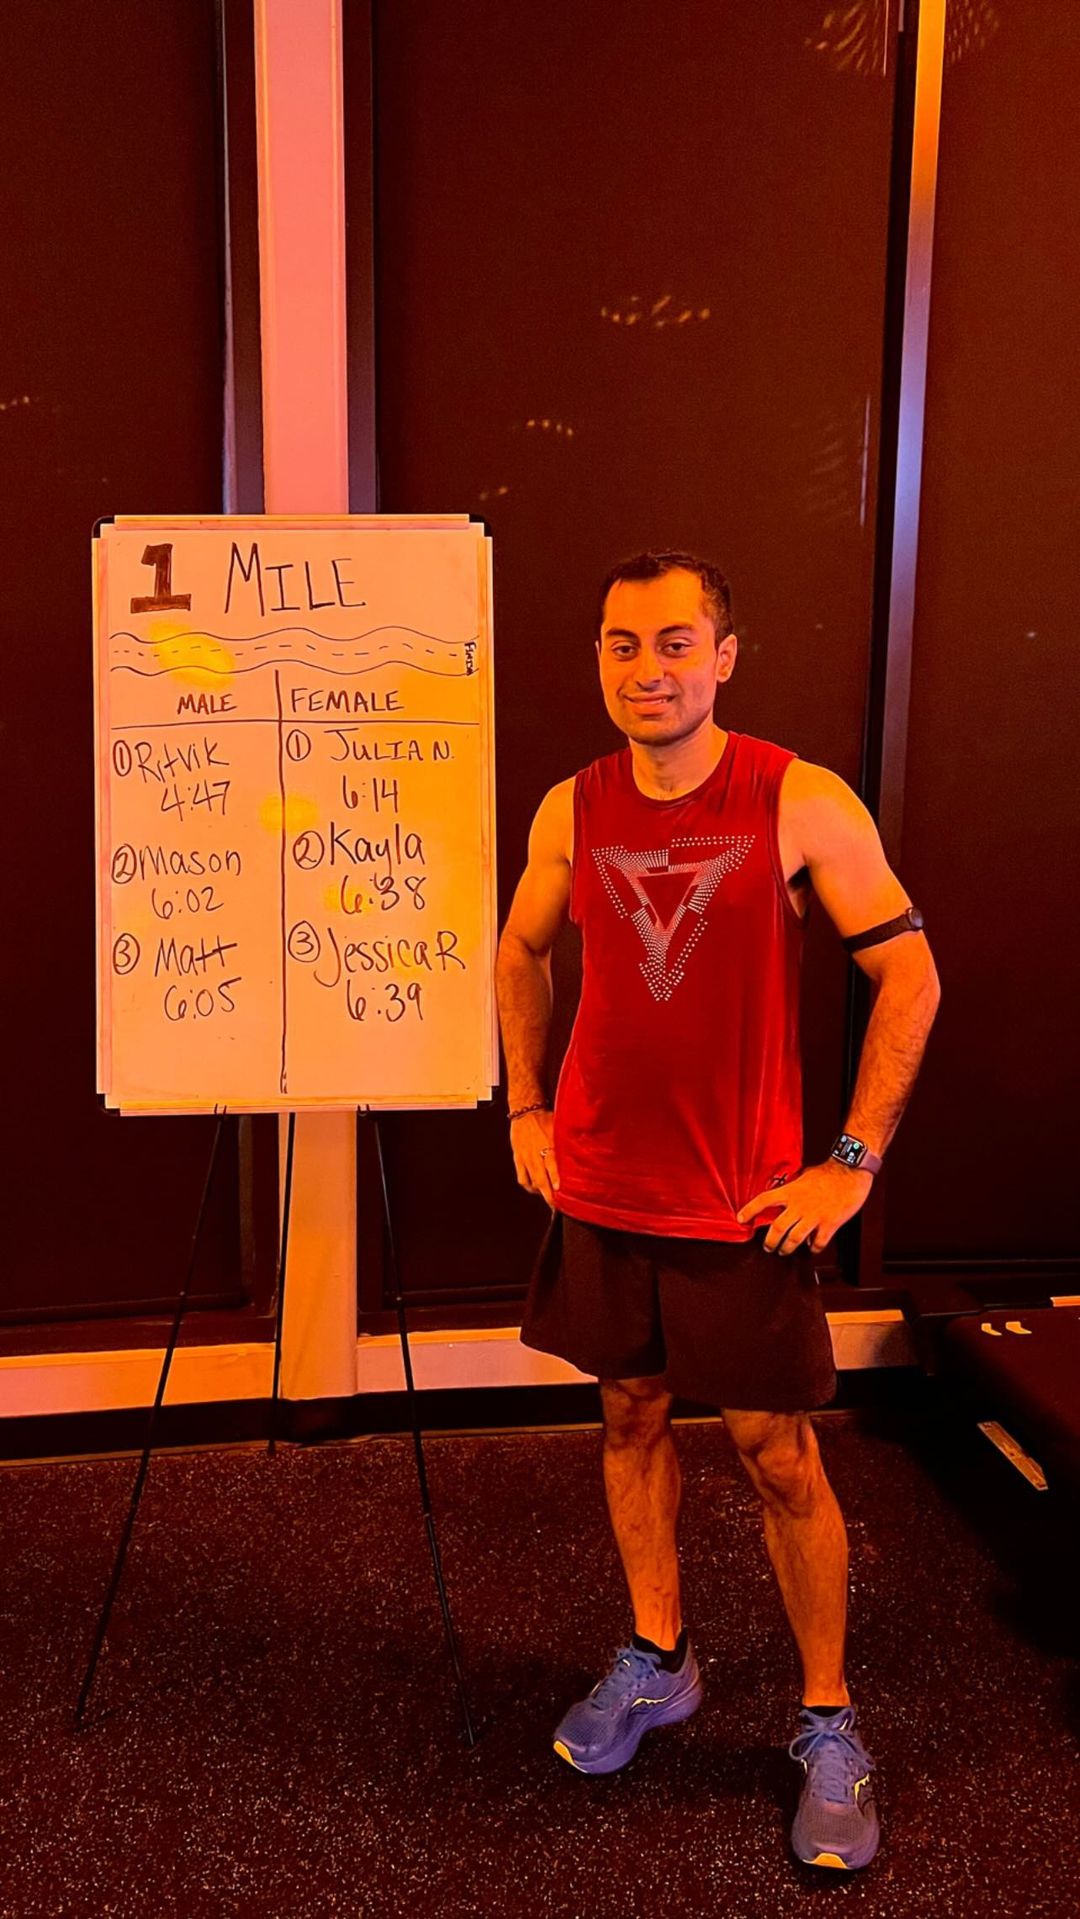 1 MILE
FINISH
MALE
FEMALE
① Ritvik
4:47
② Mason
6:02
③ Matt
6:05
① JULIA N.
6:14
② Kayla
6:38
③ Jessica R
6:39